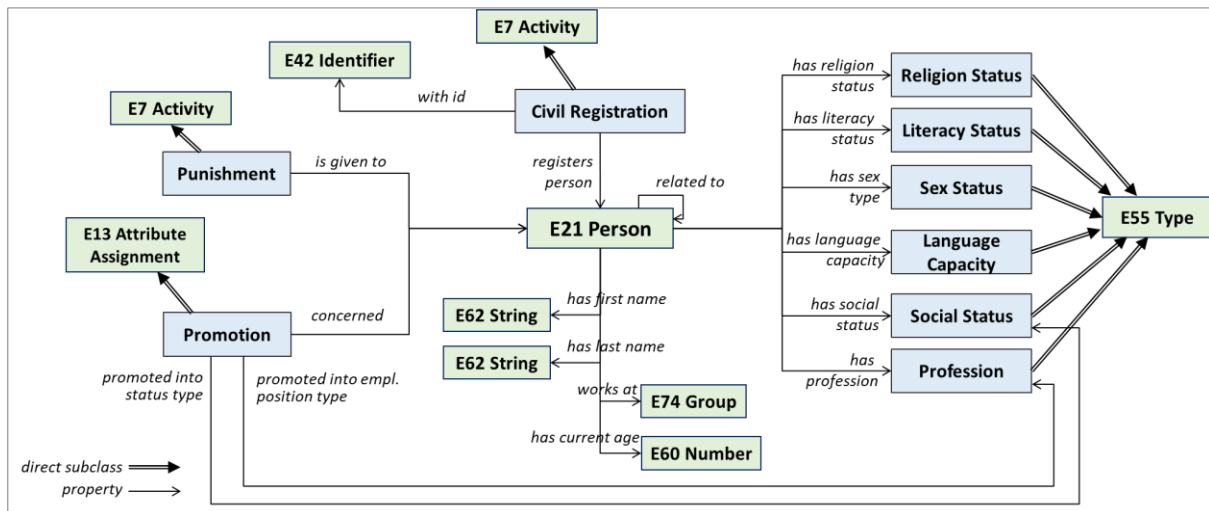 E7 Activity
E42 Identifier
has religion
status
Religion Status
E7 Activity
with id
Civil Registration
has literacy
status
Literacy Status
Punishment
is given to
registers
person
related to
has sex
type
Sex Status
E13 Attribute
Assignment
E21 Person
E55 Type
has language
capacity
Language
Capacity
has first name
E62 String
Promotion
concerned
has social
status
Social Status
has last name
E62 String
promoted into
status type
promoted into empl.
position type
has
profession
Profession
works at
E74 Group
has current age
E60 Number
direct subclass
property